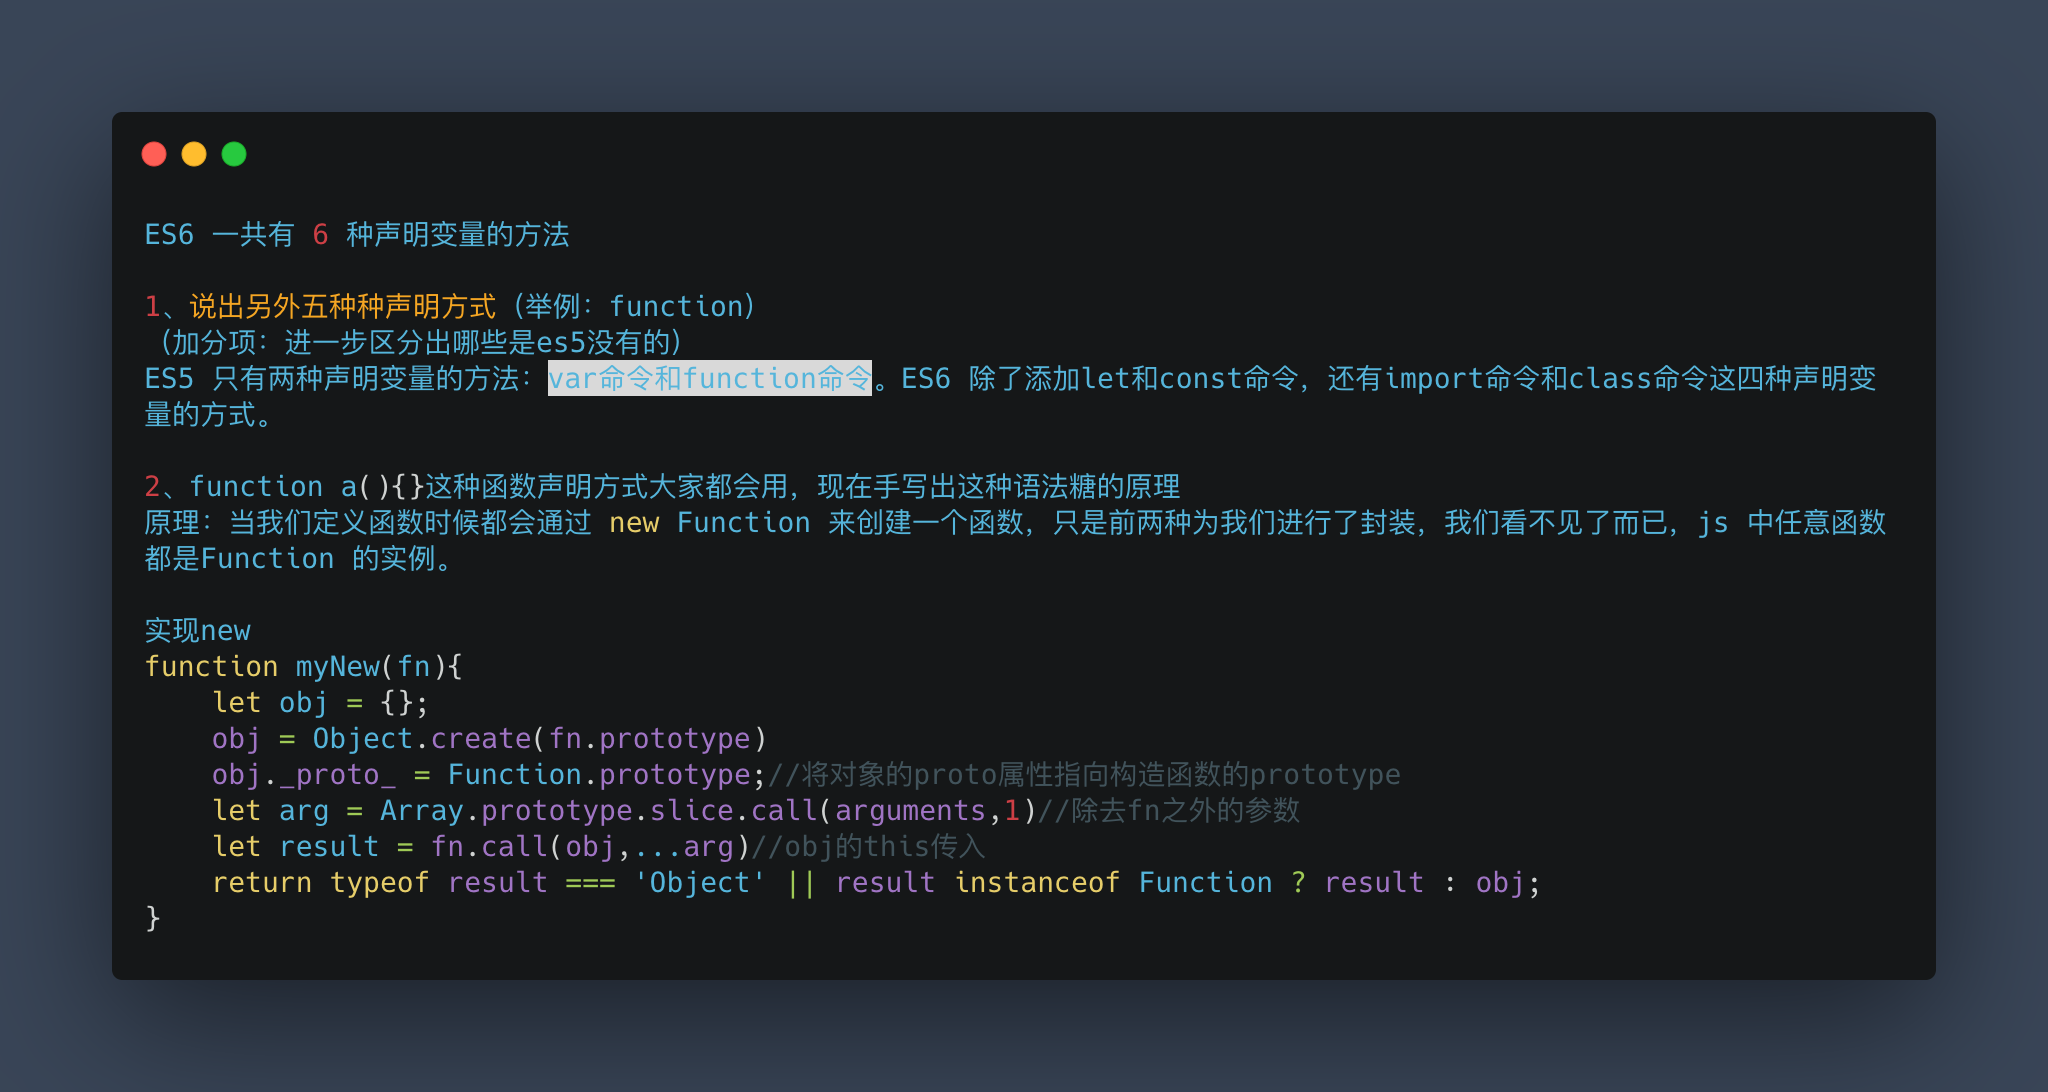 ES6 一共有 6 种声明变量的方法
1、说出另外五种种声明方式（举例：function）
（加分项：进一步区分出哪些是es5没有的）
ES5 只有两种声明变量的方法：var命令和function命令。ES6 除了添加let和const命令，还有import命令和class命令这四种声明变
量的方式。
2、function a(){}这种函数声明方式大家都会用，现在手写出这种语法糖的原理
原理：当我们定义函数时候都会通过 new Function 来创建一个函数，只是前两种为我们进行了封装，我们看不见了而已，js 中任意函数
都是Function 的实例。
实现new
function myNew(fn){
    let obj = {};
    obj = Object.create(fn.prototype)
    obj._proto_ = Function.prototype;//将对象的proto属性指向构造函数的prototype
    let arg = Array.prototype.slice.call(arguments,1)//除去fn之外的参数
    let result = fn.call(obj,...arg)//obj的this传入
    return typeof result === 'Object' || result instanceof Function ? result : obj;
}